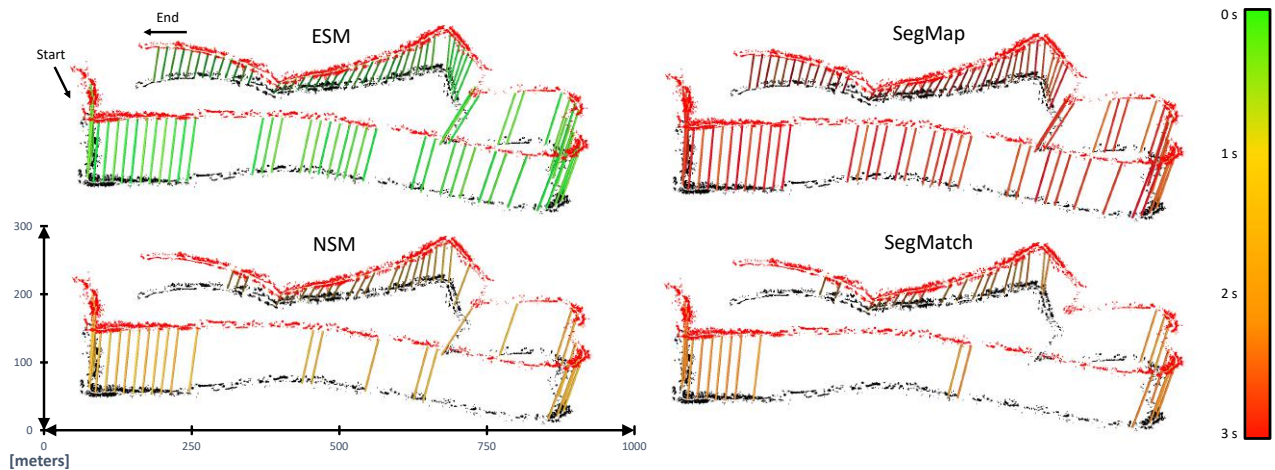 End
Start
ESM
SegMap
0 s
1 s
300
NSM
SegMatch
200
2 s
100
0
3 s
0
250
500
750
1000
[meters]